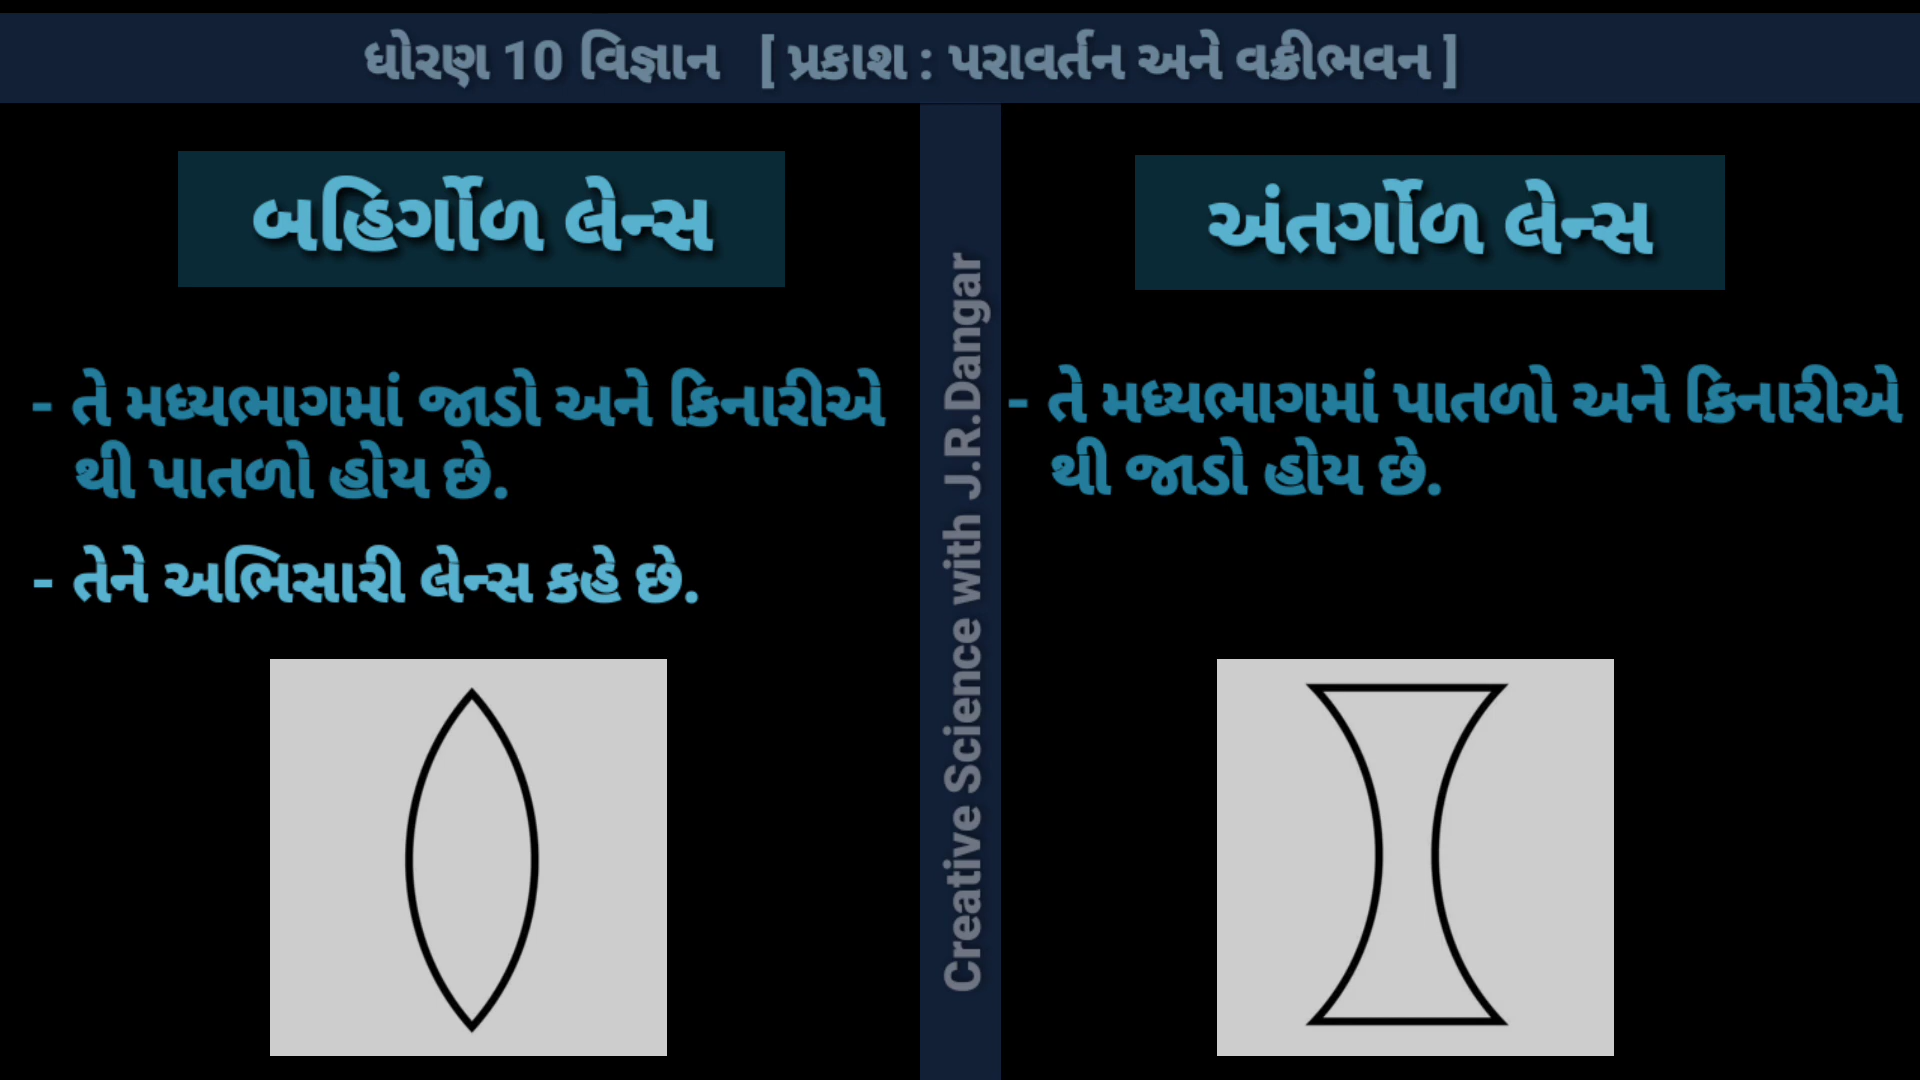 ધોરણ 10 વિજ્ઞાન [ પ્રકાશ : પરાવર્તન અને વક્રીભવન ]
બહિર્ગોળ લેન્સ
- તે મધ્યભાગમાં જાડો અને કિનારીએ
થી પાતળો હોય છે.
- તેને અભિસારી લેન્સ કહે છે.
Creative Science with J.R.Dangar
અંતર્ગોળ લેન્સ
- તે મધ્યભાગમાં પાતળો અને કિનારીએ
થી જાડો હોય છે.